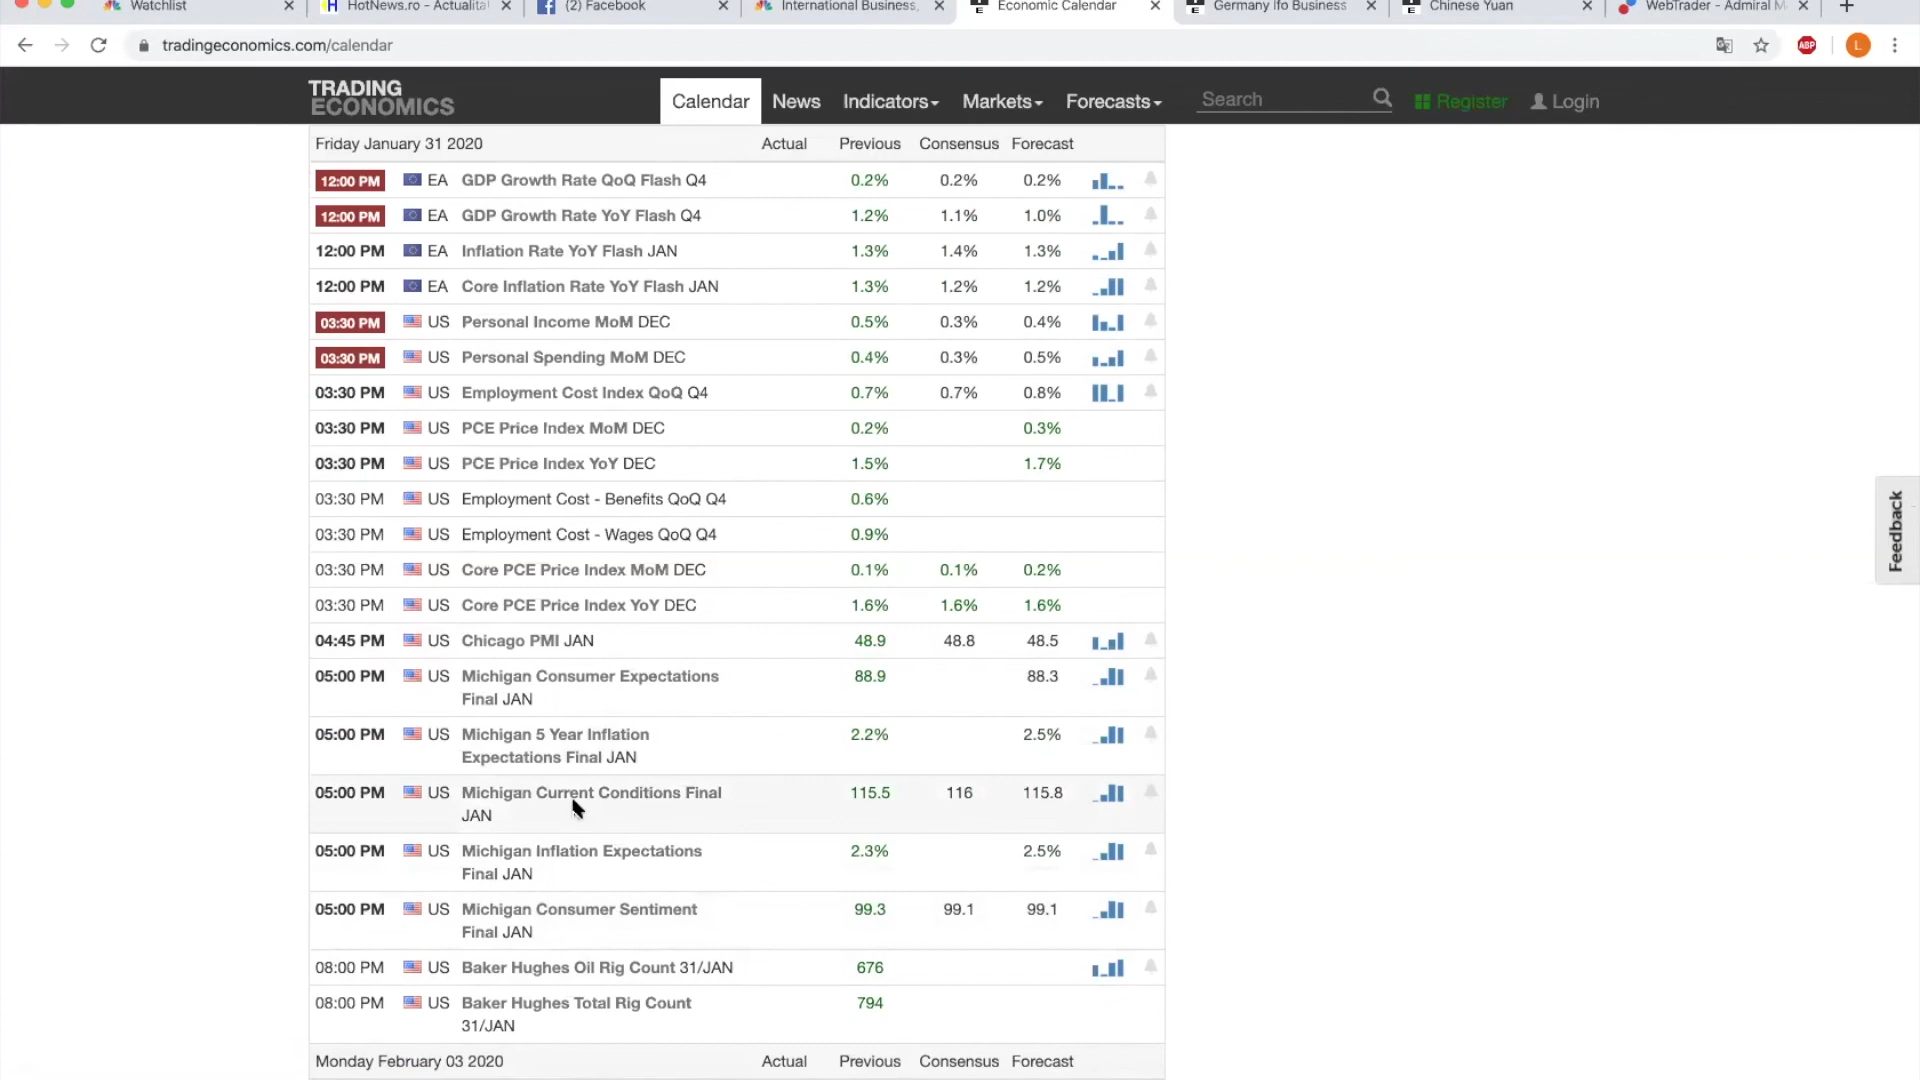 Watchlist
HotNews.ro - Actualitat
(2) Facebook
International Business,
Economic Calendar
Germany Ifo Business
Chinese Yuan
WebTrader - Admiral M
tradingeconomics.com/calendar
ABP
L
TRADING
ECONOMICS
Calendar
News
Indicators
Markets
Forecasts
Search
Register
Login
Friday January 31 2020 Actual Previous Consensus Forecast
12:00 PM EA GDP Growth Rate QoQ Flash Q4 0.2% 0.2% 0.2%
12:00 PM EA GDP Growth Rate YoY Flash Q4 1.2% 1.1% 1.0%
12:00 PM EA Inflation Rate YoY Flash JAN 1.3% 1.4% 1.3%
12:00 PM EA Core Inflation Rate YoY Flash JAN 1.3% 1.2% 1.2%
03:30 PM US Personal Income MoM DEC 0.5% 0.3% 0.4%
03:30 PM US Personal Spending MoM DEC 0.4% 0.3% 0.5%
03:30 PM US Employment Cost Index QoQ Q4 0.7% 0.7% 0.8%
03:30 PM US PCE Price Index MoM DEC 0.2% 0.3%
03:30 PM US PCE Price Index YoY DEC 1.5% 1.7%
03:30 PM US Employment Cost - Benefits QoQ Q4 0.6%
03:30 PM US Employment Cost - Wages QoQ Q4 0.9%
03:30 PM US Core PCE Price Index MoM DEC 0.1% 0.1% 0.2%
03:30 PM US Core PCE Price Index YoY DEC 1.6% 1.6% 1.6%
04:45 PM US Chicago PMI JAN 48.9 48.8 48.5
05:00 PM US Michigan Consumer Expectations 88.9 88.3
Final JAN
05:00 PM US Michigan 5 Year Inflation 2.2% 2.5%
Expectations Final JAN
05:00 PM US Michigan Current Conditions Final 115.5 116 115.8
JAN
05:00 PM US Michigan Inflation Expectations 2.3% 2.5%
Final JAN
05:00 PM US Michigan Consumer Sentiment 99.3 99.1 99.1
Final JAN
08:00 PM US Baker Hughes Oil Rig Count 31/JAN 676
08:00 PM US Baker Hughes Total Rig Count 794
31/JAN
Monday February 03 2020 Actual Previous Consensus Forecast
Feedback